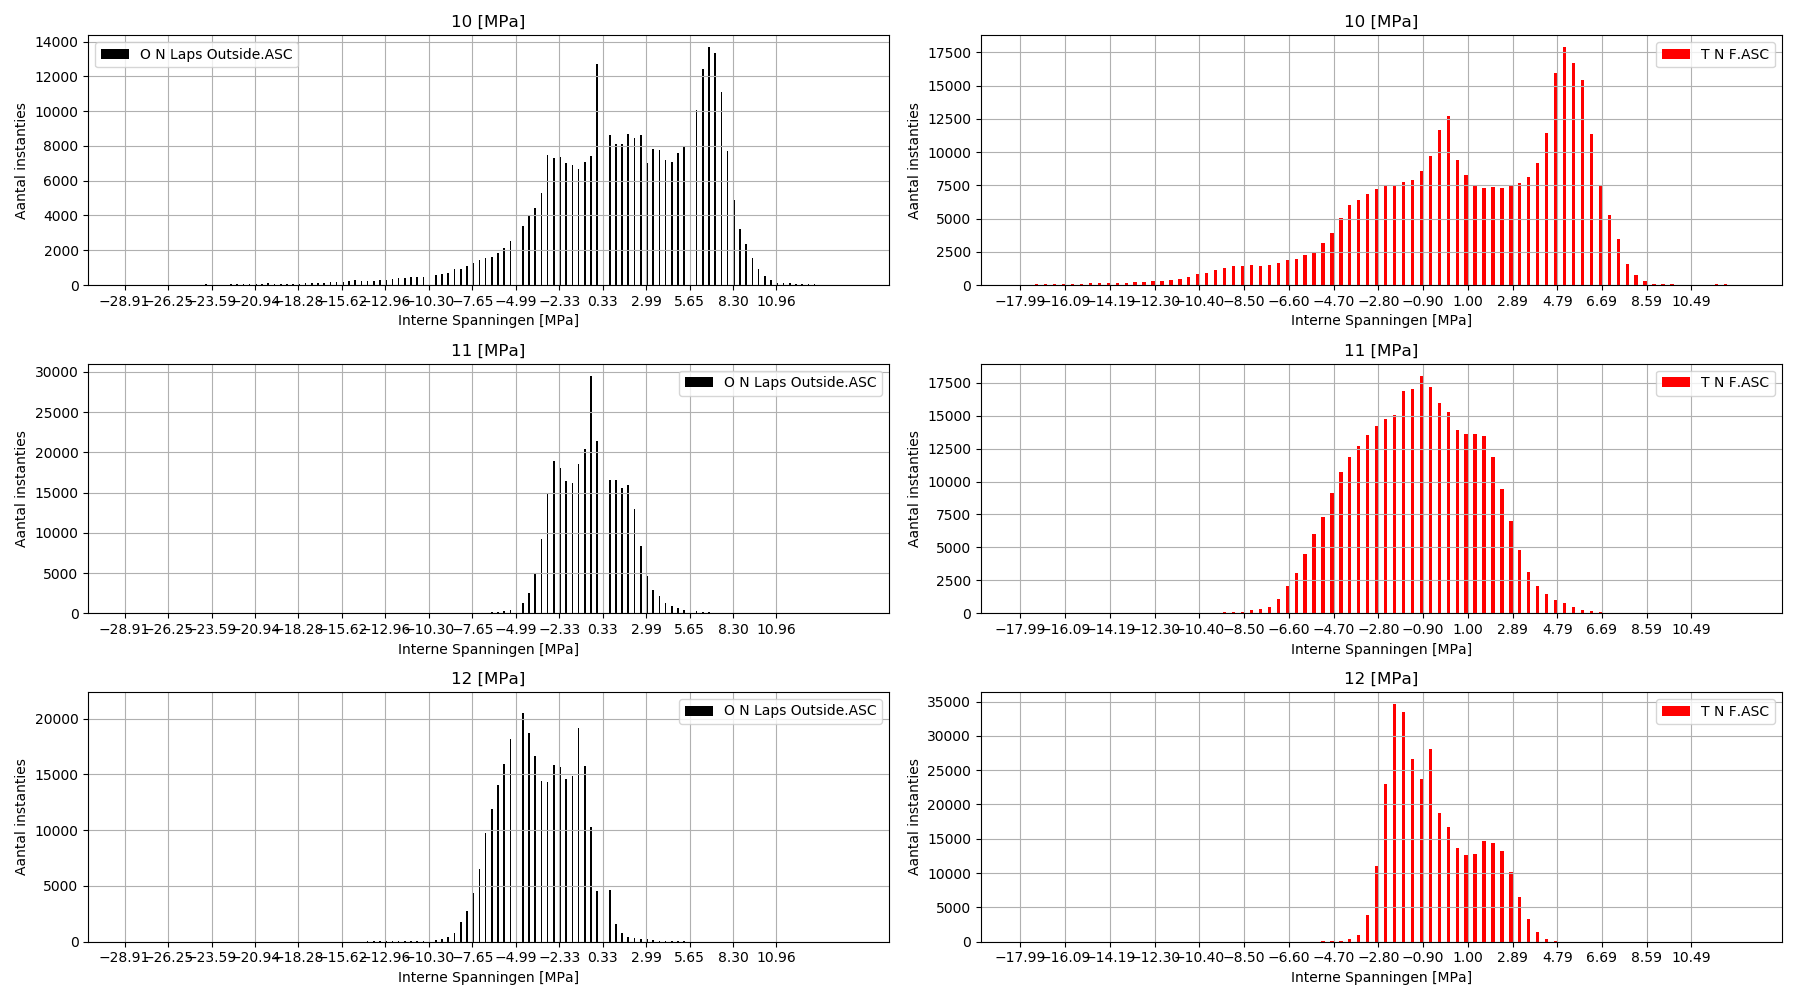 10 [MPa]
14000
12000
10000
8000
6000
4000
2000
0
Aantal instanties
O N Laps Outside.ASC
−28.91 −26.25 −23.59 −20.94 −18.28 −15.62 −12.96 −10.30 −7.65 −4.99 −2.33 0.33 2.99 5.65 8.30 10.96
Interne Spanningen [MPa]
10 [MPa]
17500
15000
12500
10000
7500
5000
2500
0
Aantal instanties
T N F.ASC
−17.99 −16.09 −14.19 −12.30 −10.40 −8.50 −6.60 −4.70 −2.80 −0.90 1.00 2.89 4.79 6.69 8.59 10.49
Interne Spanningen [MPa]
11 [MPa]
30000
25000
20000
15000
10000
5000
0
Aantal instanties
O N Laps Outside.ASC
−28.91 −26.25 −23.59 −20.94 −18.28 −15.62 −12.96 −10.30 −7.65 −4.99 −2.33 0.33 2.99 5.65 8.30 10.96
Interne Spanningen [MPa]
11 [MPa]
17500
15000
12500
10000
7500
5000
2500
0
Aantal instanties
T N F.ASC
−17.99 −16.09 −14.19 −12.30 −10.40 −8.50 −6.60 −4.70 −2.80 −0.90 1.00 2.89 4.79 6.69 8.59 10.49
Interne Spanningen [MPa]
12 [MPa]
20000
15000
10000
5000
0
Aantal instanties
O N Laps Outside.ASC
−28.91 −26.25 −23.59 −20.94 −18.28 −15.62 −12.96 −10.30 −7.65 −4.99 −2.33 0.33 2.99 5.65 8.30 10.96
Interne Spanningen [MPa]
12 [MPa]
35000
30000
25000
20000
15000
10000
5000
0
Aantal instanties
T N F.ASC
−17.99 −16.09 −14.19 −12.30 −10.40 −8.50 −6.60 −4.70 −2.80 −0.90 1.00 2.89 4.79 6.69 8.59 10.49
Interne Spanningen [MPa]